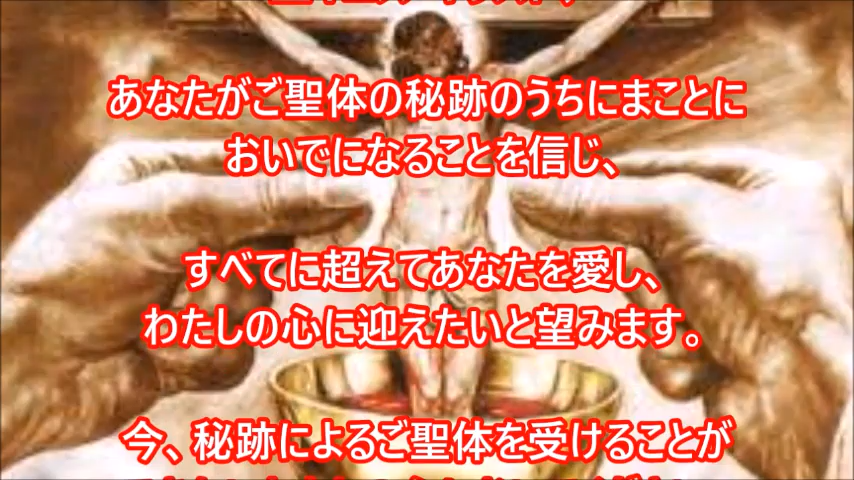 あなたがご聖体の秘跡のうちにまことに
おいでになることを信じ、
すべてに超えてあなたを愛し、
わたしの心に迎えたいと望みます。
今、秘跡によるご聖体を受けることが